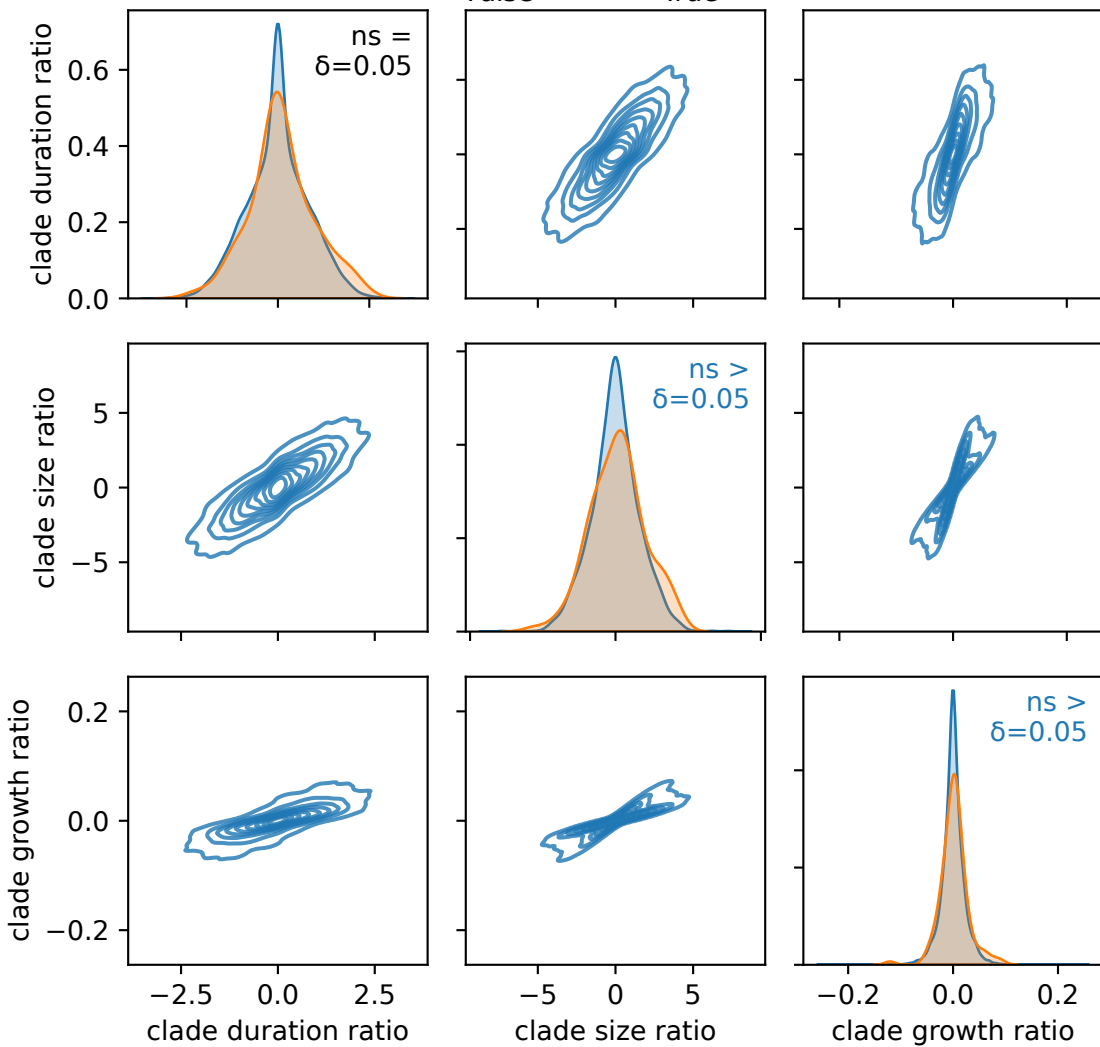 clade duration ratio
0.6
0.4
0.2
0.0
ns =
δ=0.05
clade size ratio
5
0
−5
ns >
δ=0.05
clade growth ratio
0.2
0.0
−0.2
ns >
δ=0.05
−2.5 0.0 2.5
−5 0 5
−0.2 0.0 0.2
clade duration ratio
clade size ratio
clade growth ratio